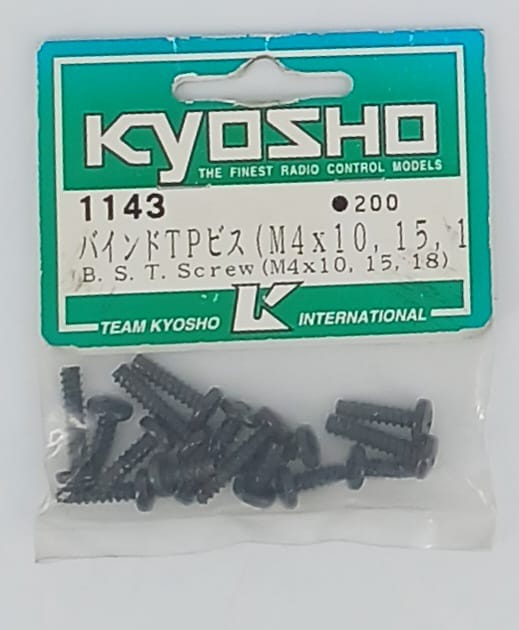 KYOSHO
THE FINEST RADIO CONTROL MODELS
1143 ●200
バインドTPビス(M4x10, 15, 1
B. S. T. Screw (M4x10, 15, 18)
TEAM KYOSHO K INTERNATIONAL